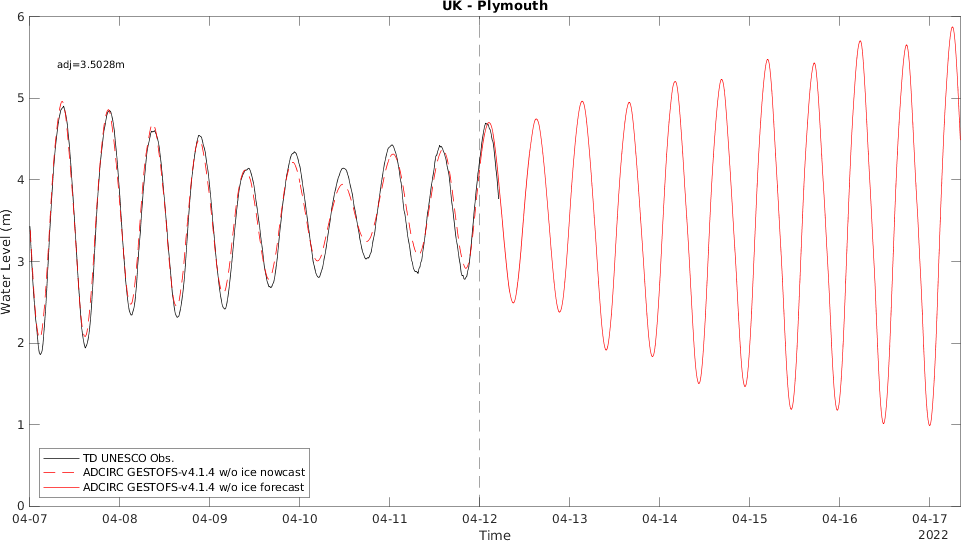 UK - Plymouth
adj=3.5028m
6
5
4
3
2
1
0
Water Level (m)
TD UNESCO Obs.
ADCIRC GESTOFS-v4.1.4 w/o ice nowcast
ADCIRC GESTOFS-v4.1.4 w/o ice forecast
04-07 04-08 04-09 04-10 04-11 04-12 04-13 04-14 04-15 04-16 04-17
Time 2022